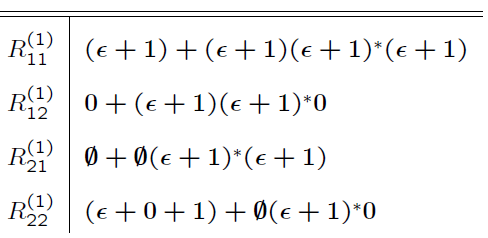 R_{11}^{(1)} (ϵ + 1) + (ϵ + 1)(ϵ + 1)*(ϵ + 1)
R_{12}^{(1)} 0 + (ϵ + 1)(ϵ + 1)*0
R_{21}^{(1)} ∅ + ∅(ϵ + 1)*(ϵ + 1)
R_{22}^{(1)} (ϵ + 0 + 1) + ∅(ϵ + 1)*0